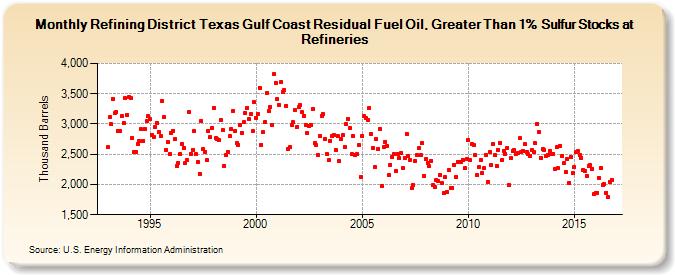 Monthly Refining District Texas Gulf Coast Residual Fuel Oil, Greater Than 1% Sulfur Stocks at
Refineries
Thousand Barrels
4,000
3,500
3,000
2,500
2,000
1,500
1995
2000
2005
2010
2015
Source: U.S. Energy Information Administration